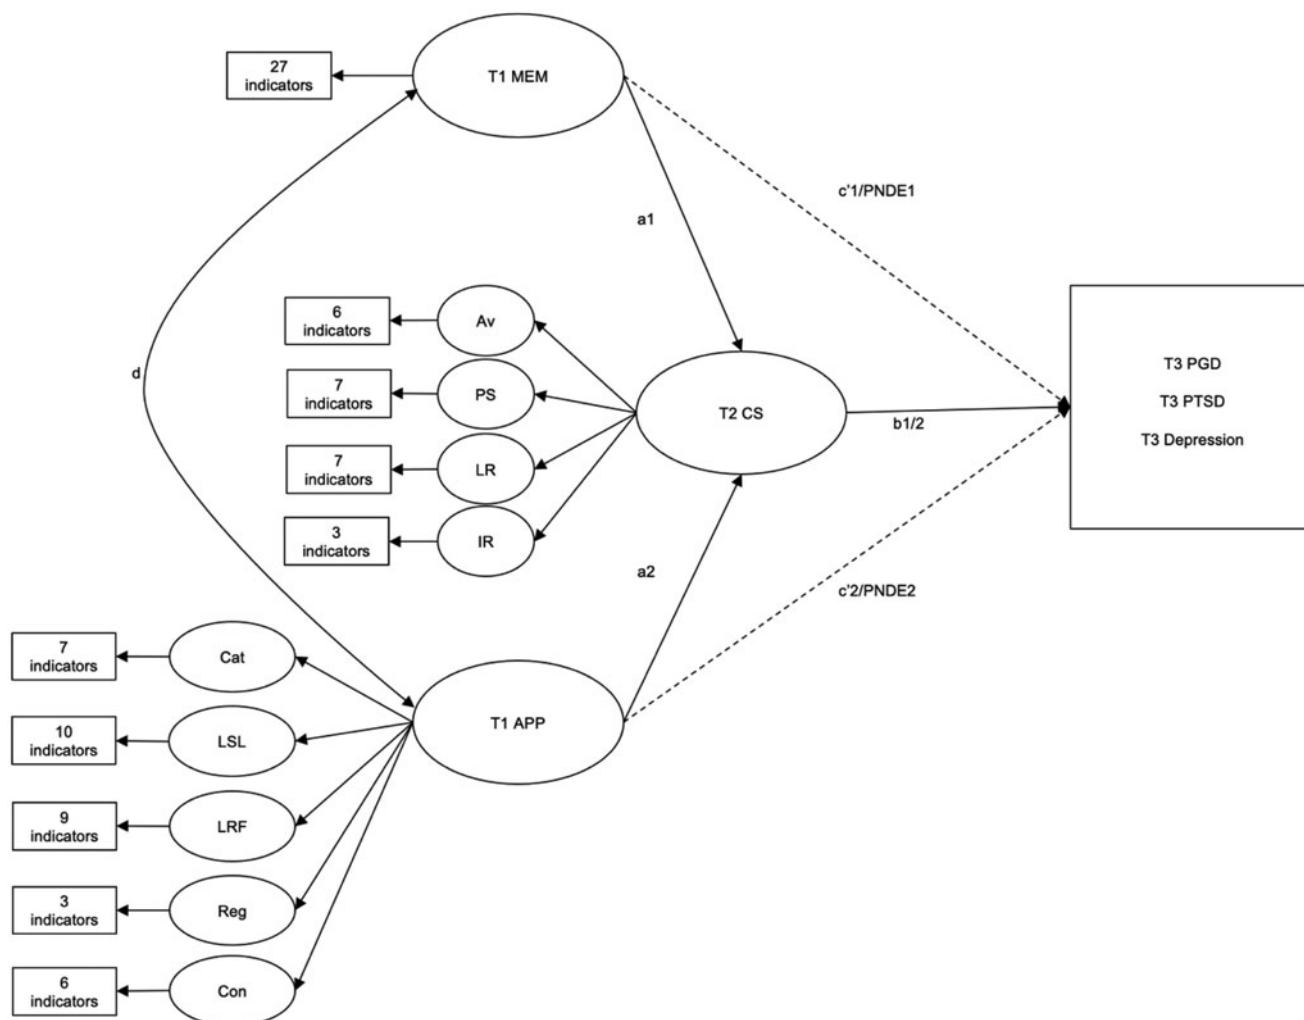 27
indicators
T1 MEM
c'1/PNDE1
a1
6
indicators
Av
7
indicators
PS
d
T2 CS
b1/2
7
indicators
LR
3
indicators
IR
T3 PGD
T3 PTSD
T3 Depression
a2
c'2/PNDE2
7
indicators
Cat
T1 APP
10
indicators
LSL
9
indicators
LRF
3
indicators
Reg
6
indicators
Con